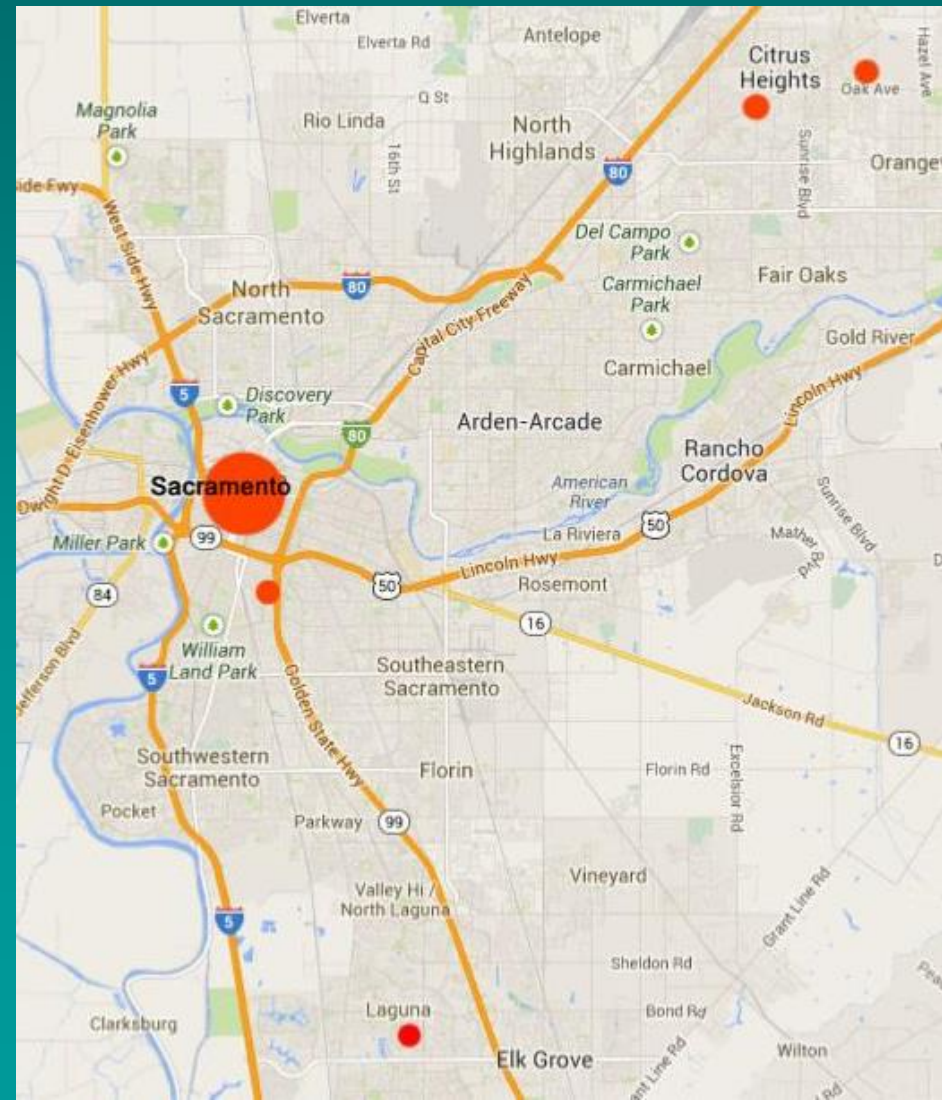 Elverta
Elverta Rd
Antelope
Citrus
Heights
Hazel Ave
Oak Ave
Q St
Magnolia
Park
Rio Linda
North
Highlands
16th St
Sunrise Blvd
80
side Fwy
West Side Hwy
Del Campo
Park
Fair Oaks
80
Carmichael
Park
North
Sacramento
Capital City Freeway
Gold River
Carmichael
Dwight D Eisenhower Hwy
5
Discovery
Park
Lincoln Hwy
Arden-Arcade
80
Rancho
Cordova
Sacramento
American
River
Sunrise Blvd
50
La Riviera
Miller Park
99
Mather Blvd
Lincoln Hwy
50
Rosemont
84
16
William
Land Park
Jefferson Blvd
5
Southeastern
Sacramento
Golden State Hwy
Jackson Rd
16
Southwestern
Sacramento
Florin
Florin Rd
Excelsior Rd
Pocket
Parkway
99
Vineyard
Valley Hi /
North Laguna
Grant Line Rd
5
Sheldon Rd
Laguna
Bond Rd
Clarksburg
Elk Grove
Wilton